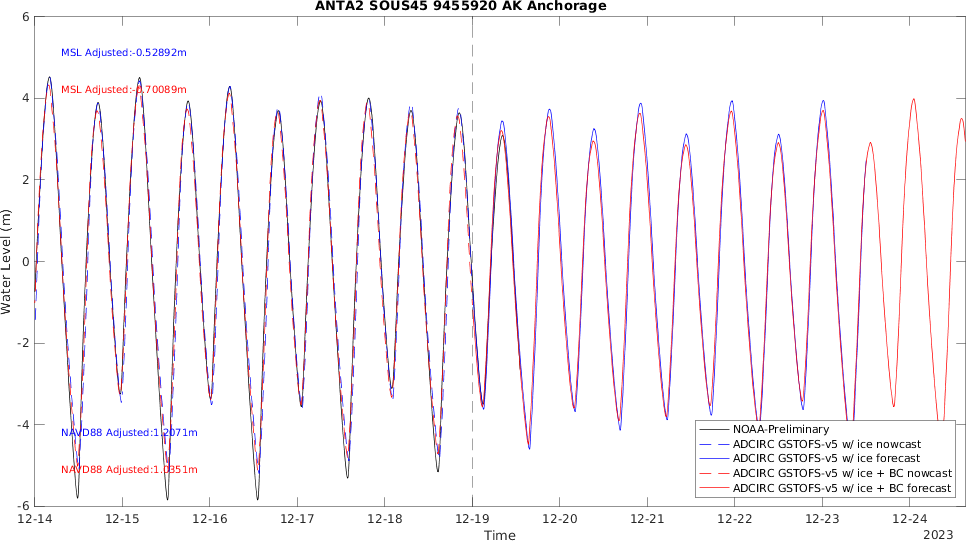 ANTA2 SOUS45 9455920 AK Anchorage
6
MSL Adjusted:-0.52892m
MSL Adjusted:-0.70089m
4
2
0
-2
-4
-6
Water Level (m)
NAVD88 Adjusted:1.2071m
NAVD88 Adjusted:1.0351m
NOAA-Preliminary
ADCIRC GSTOFS-v5 w/ ice nowcast
ADCIRC GSTOFS-v5 w/ ice forecast
ADCIRC GSTOFS-v5 w/ ice + BC nowcast
ADCIRC GSTOFS-v5 w/ ice + BC forecast
12-14 12-15 12-16 12-17 12-18 12-19 12-20 12-21 12-22 12-23 12-24
Time
2023